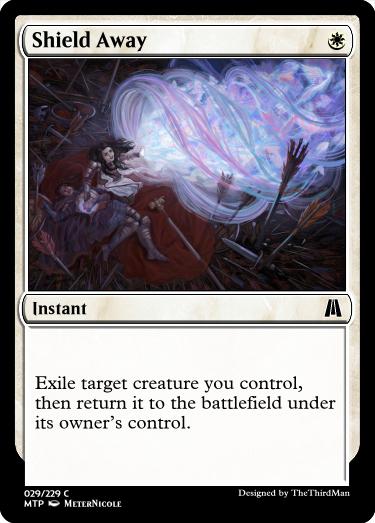 Shield Away
Instant
Exile target creature you control,
then return it to the battlefield under
its owner's control.
029/229 C
MTP MeterNicole
Designed by TheThirdMan